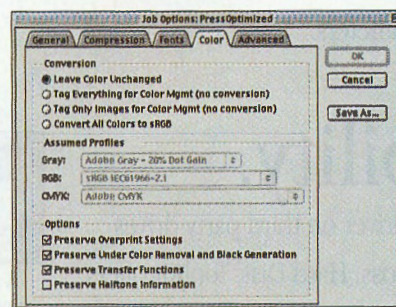 Job Options: PressOptimized
General Compression Fonts Color Advanced
Conversion
Leave Color Unchanged
Tag Everything for Color Mgmt (no conversion)
Tag Only Images for Color Mgmt (no conversion)
Convert All Colors to sRGB
OK
Cancel
Save As...
Assumed Profiles
Gray: Adobe Gray - 20% Dot Gain
RGB: sRGB IEC61966-2.1
CMYK: Adobe CMYK
Options
Preserve Overprint Settings
Preserve Under Color Removal and Black Generation
Preserve Transfer Functions
Preserve Halftone Information